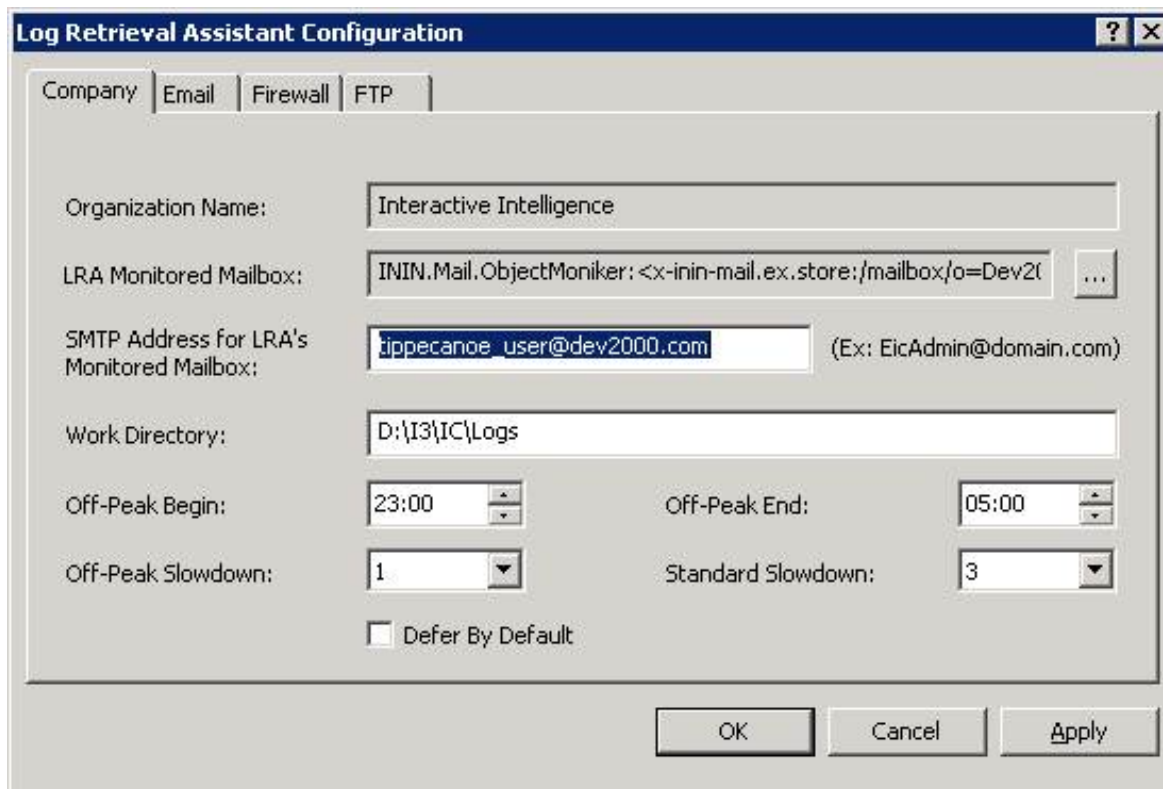 Log Retrieval Assistant Configuration
Company Email Firewall FTP
Organization Name: Interactive Intelligence
LRA Monitored Mailbox: ININ.Mail.ObjectMoniker:<x-inin-mail.ex.store:/mailbox/o=Dev2( ...
SMTP Address for LRA's
Monitored Mailbox: tippecanoe_user@dev2000.com (Ex: EicAdmin@domain.com)
Work Directory: D:\I3\IC\Logs
Off-Peak Begin: 23:00 Off-Peak End: 05:00
Off-Peak Slowdown: 1 Standard Slowdown: 3
Defer By Default
OK Cancel Apply